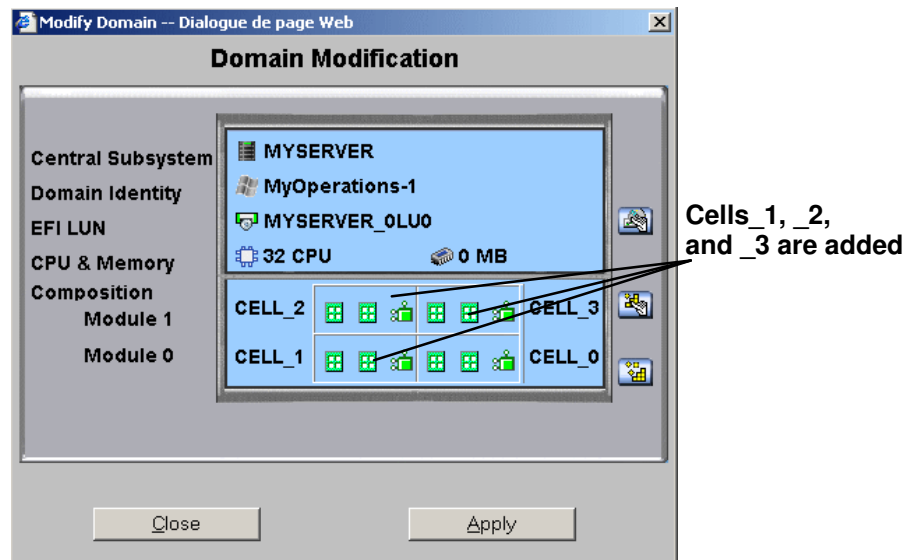 Modify Domain -- Dialogue de page Web
Domain Modification
Central Subsystem
MYSERVER
Domain Identity
MyOperations-1
EFI LUN
MYSERVER_0LU0
CPU & Memory
32 CPU
0 MB
Composition
Module 1
CELL_2
CELL_3
Module 0
CELL_1
CELL_0
Cells_1, _2,
and _3 are added
Close
Apply